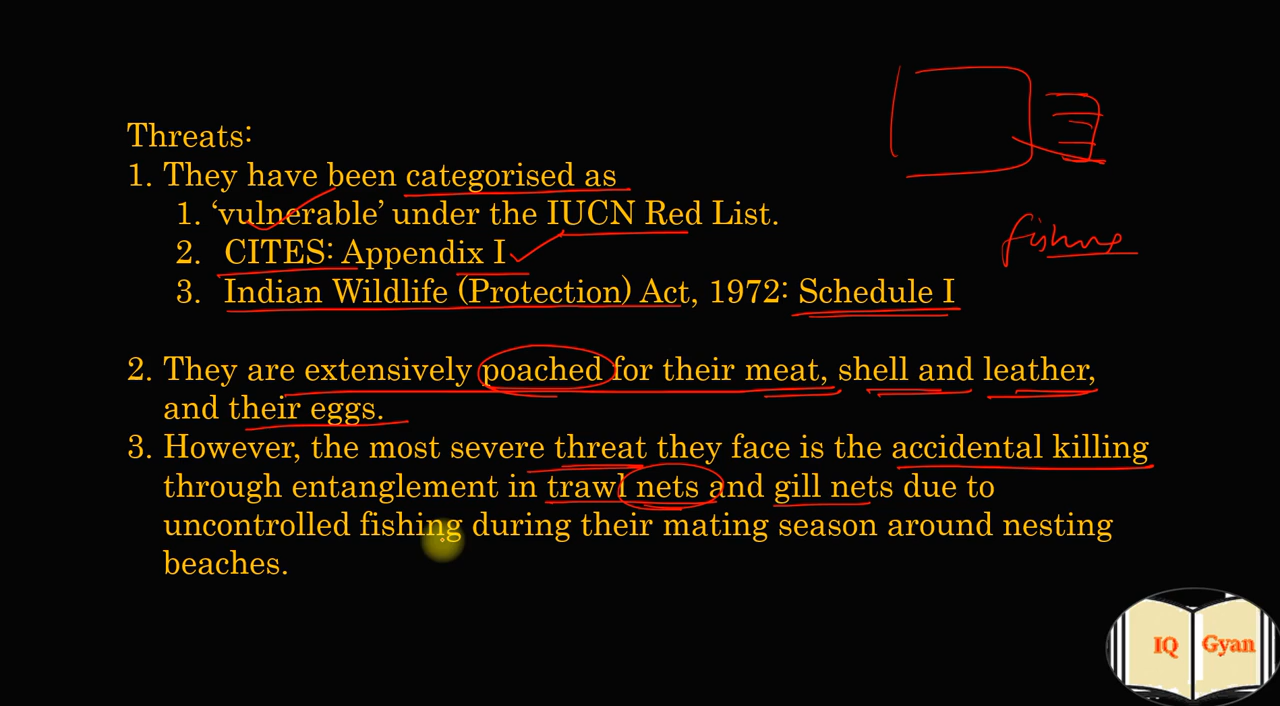 Threats:
1. They have been categorised as
1. ‘vulnerable’ under the IUCN Red List.
2. CITES: Appendix I
3. Indian Wildlife (Protection) Act, 1972: Schedule I
fishing
2. They are extensively poached for their meat, shell and leather,
and their eggs.
3. However, the most severe threat they face is the accidental killing
through entanglement in trawl nets and gill nets due to
uncontrolled fishing during their mating season around nesting
beaches.
IQ Gyan